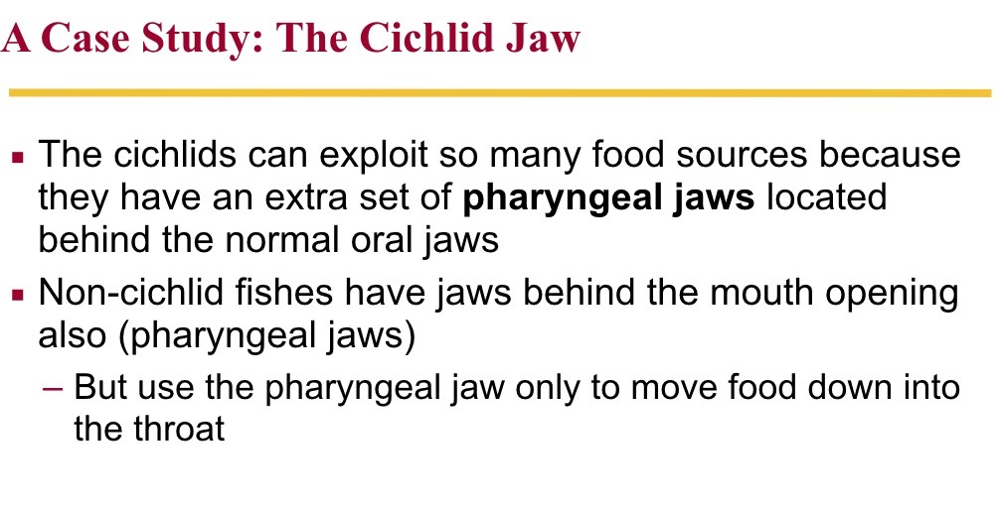 A Case Study: The Cichlid Jaw
▪ The cichlids can exploit so many food sources because
they have an extra set of pharyngeal jaws located
behind the normal oral jaws
▪ Non-cichlid fishes have jaws behind the mouth opening
also (pharyngeal jaws)
– But use the pharyngeal jaw only to move food down into
the throat